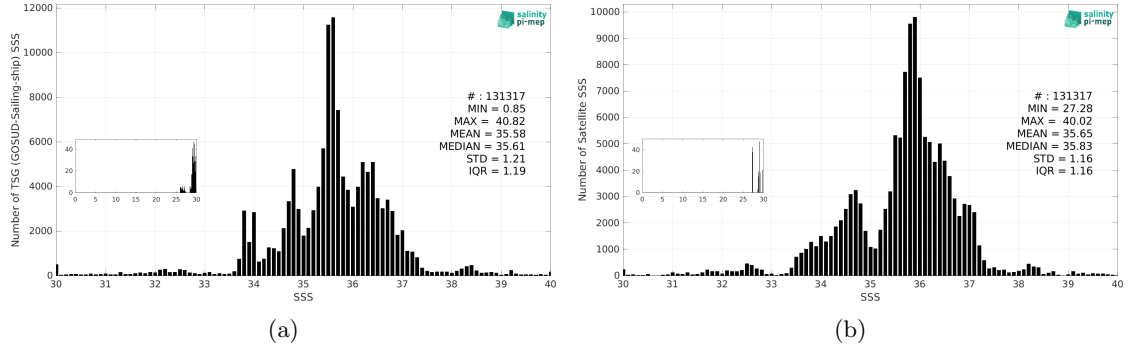 salinity
pi-mep
12000
10000
8000
6000
4000
2000
0
Number of TSG (GOSUD-Sailing-ship) SSS
# : 131317
MIN = 0.85
MAX = 40.82
MEAN = 35.58
MEDIAN = 35.61
STD = 1.21
IQR = 1.19
40
20
0
0 5 10 15 20 25 30
30 31 32 33 34 35 36 37 38 39 40
SSS
(a)
salinity
pi-mep
10000
9000
8000
7000
6000
5000
4000
3000
2000
1000
0
Number of Satellite SSS
# : 131317
MIN = 27.28
MAX = 40.02
MEAN = 35.65
MEDIAN = 35.83
STD = 1.16
IQR = 1.16
40
20
0
0 5 10 15 20 25 30
30 31 32 33 34 35 36 37 38 39 40
SSS
(b)